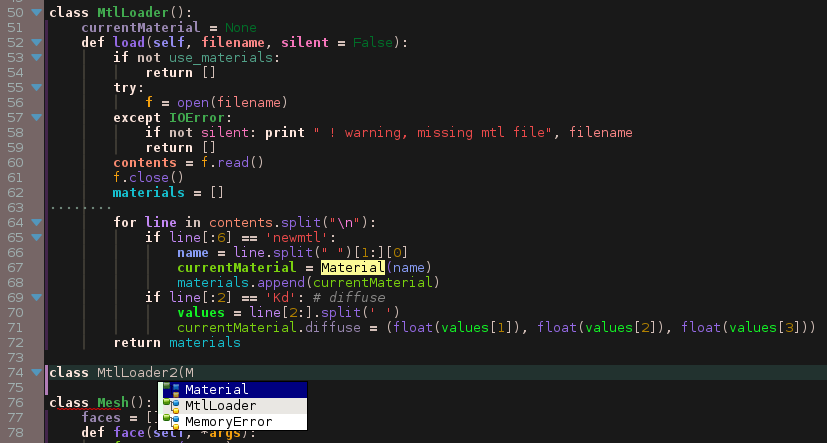 50 class MtlLoader():
51     currentMaterial = None
52     def load(self, filename, silent = False):
53         if not use_materials:
54             return []
55         try:
56             f = open(filename)
57         except IOError:
58             if not silent: print " ! warning, missing mtl file", filename
59             return []
60         contents = f.read()
61         f.close()
62         materials = []
63 ········
64         for line in contents.split("\n"):
65             if line[:6] == 'newmtl':
66                 name = line.split(" ")[1:][0]
67                 currentMaterial = Material(name)
68                 materials.append(currentMaterial)
69             if line[:2] == 'Kd': # diffuse
70                 values = line[2:].split(' ')
71                 currentMaterial.diffuse = (float(values[1]), float(values[2]), float(values[3]))
72         return materials
73
74 class MtlLoader2(M
75 Material
76 class Mesh(): MtlLoader
77     faces = [ MemoryError
78     def face(self, *args):